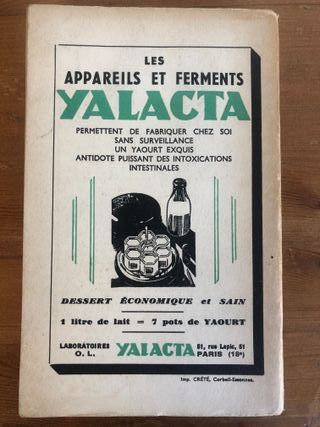 LES
APPAREILS ET FERMENTS
YALACTA
PERMETTENT DE FABRIQUER CHEZ SOI
SANS SURVEILLANCE
UN YAOURT EXQUIS
ANTIDOTE PUISSANT DES INTOXICATIONS
INTESTINALES
DESSERT ÉCONOMIQUE et SAIN
1 litre de lait = 7 pots de YAOURT
LABORATOIRES O. L. YALACTA 51, rue Lepic, 51 PARIS (18e)
Imp. CRÉTÉ, Corbeil-Essonnes.